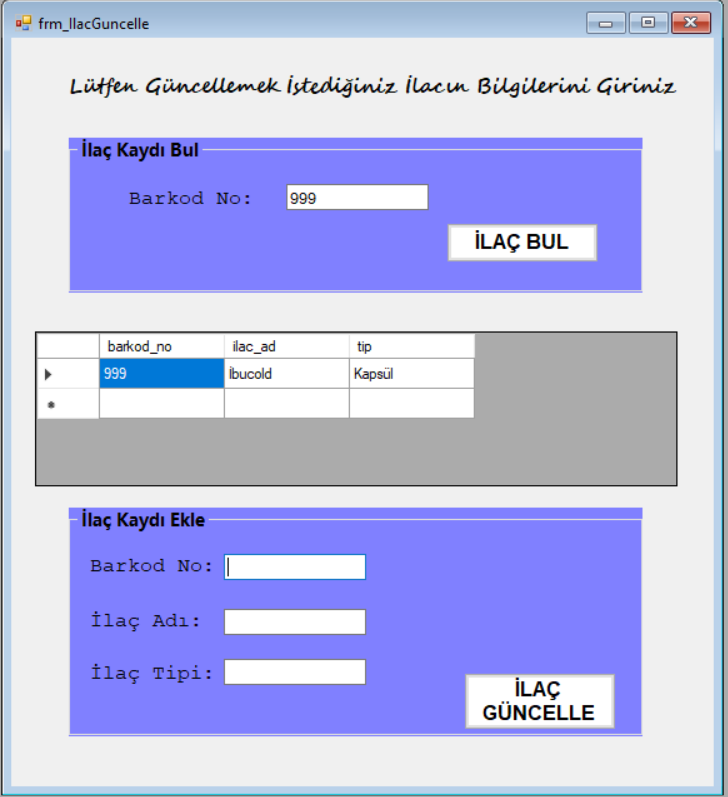 frm_IlacGuncelle
Lütfen Güncellemek İstediğiniz İlacın Bilgilerini Giriniz
İlaç Kaydı Bul
Barkod No: 999
İLAÇ BUL
barkod_no ilac_ad tip
999 İbucold Kapsül
İlaç Kaydı Ekle
Barkod No:
İlaç Adı:
İlaç Tipi:
İLAÇ
GÜNCELLE